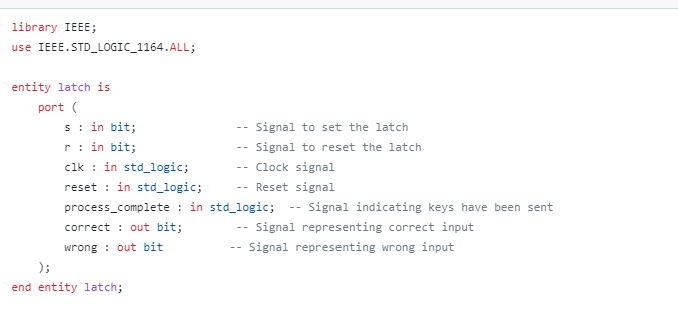 library IEEE;
use IEEE.STD_LOGIC_1164.ALL;
entity latch is
port (
s : in bit; -- Signal to set the latch
r : in bit; -- Signal to reset the latch
clk : in std_logic; -- Clock signal
reset : in std_logic; -- Reset signal
process_complete : in std_logic; -- Signal indicating keys have been sent
correct : out bit; -- Signal representing correct input
wrong : out bit -- Signal representing wrong input
);
end entity latch;